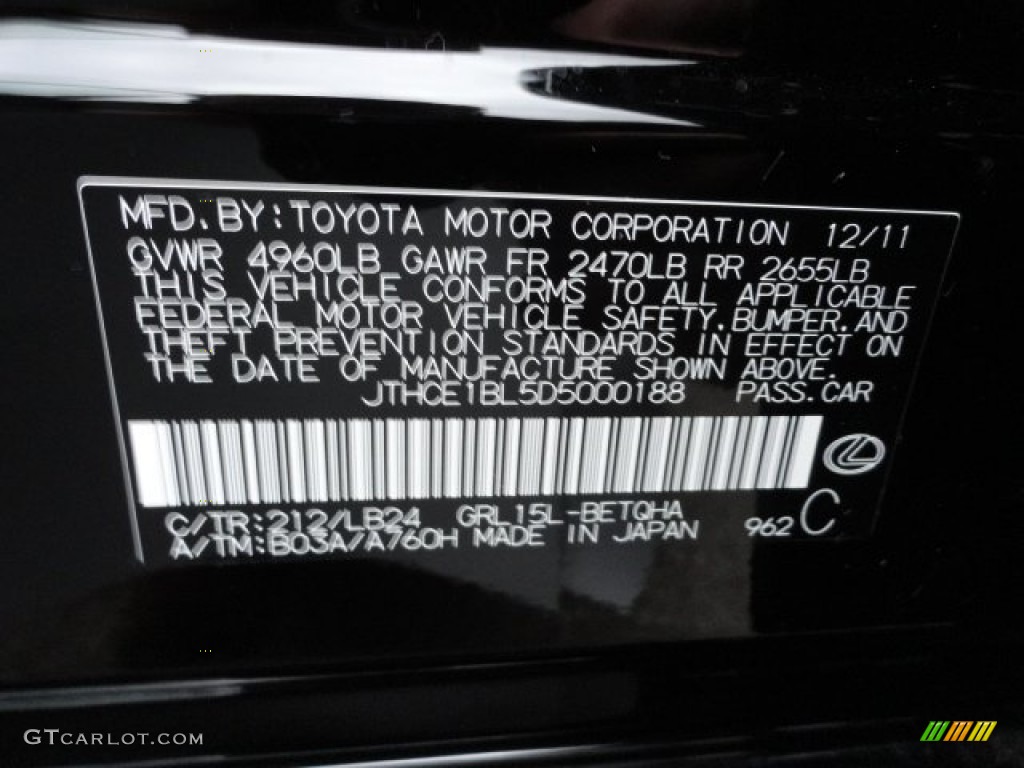 MFD.BY:TOYOTA MOTOR CORPORATION 12/11
GVWR 4960LB GAWR FR 2470LB RR 2655LB
THIS VEHICLE CONFORMS TO ALL APPLICABLE
FEDERAL MOTOR VEHICLE SAFETY.BUMPER.AND
THEFT PREVENTION STANDARDS IN EFFECT ON
THE DATE OF MANUFACTURE SHOWN ABOVE.
JTHCE1BL5D5000188 PASS.CAR
C/TR:212/LB24 GRL15L-BETQHA
A/TM:B03A/A760H MADE IN JAPAN 962 C
GTCARLOT.COM